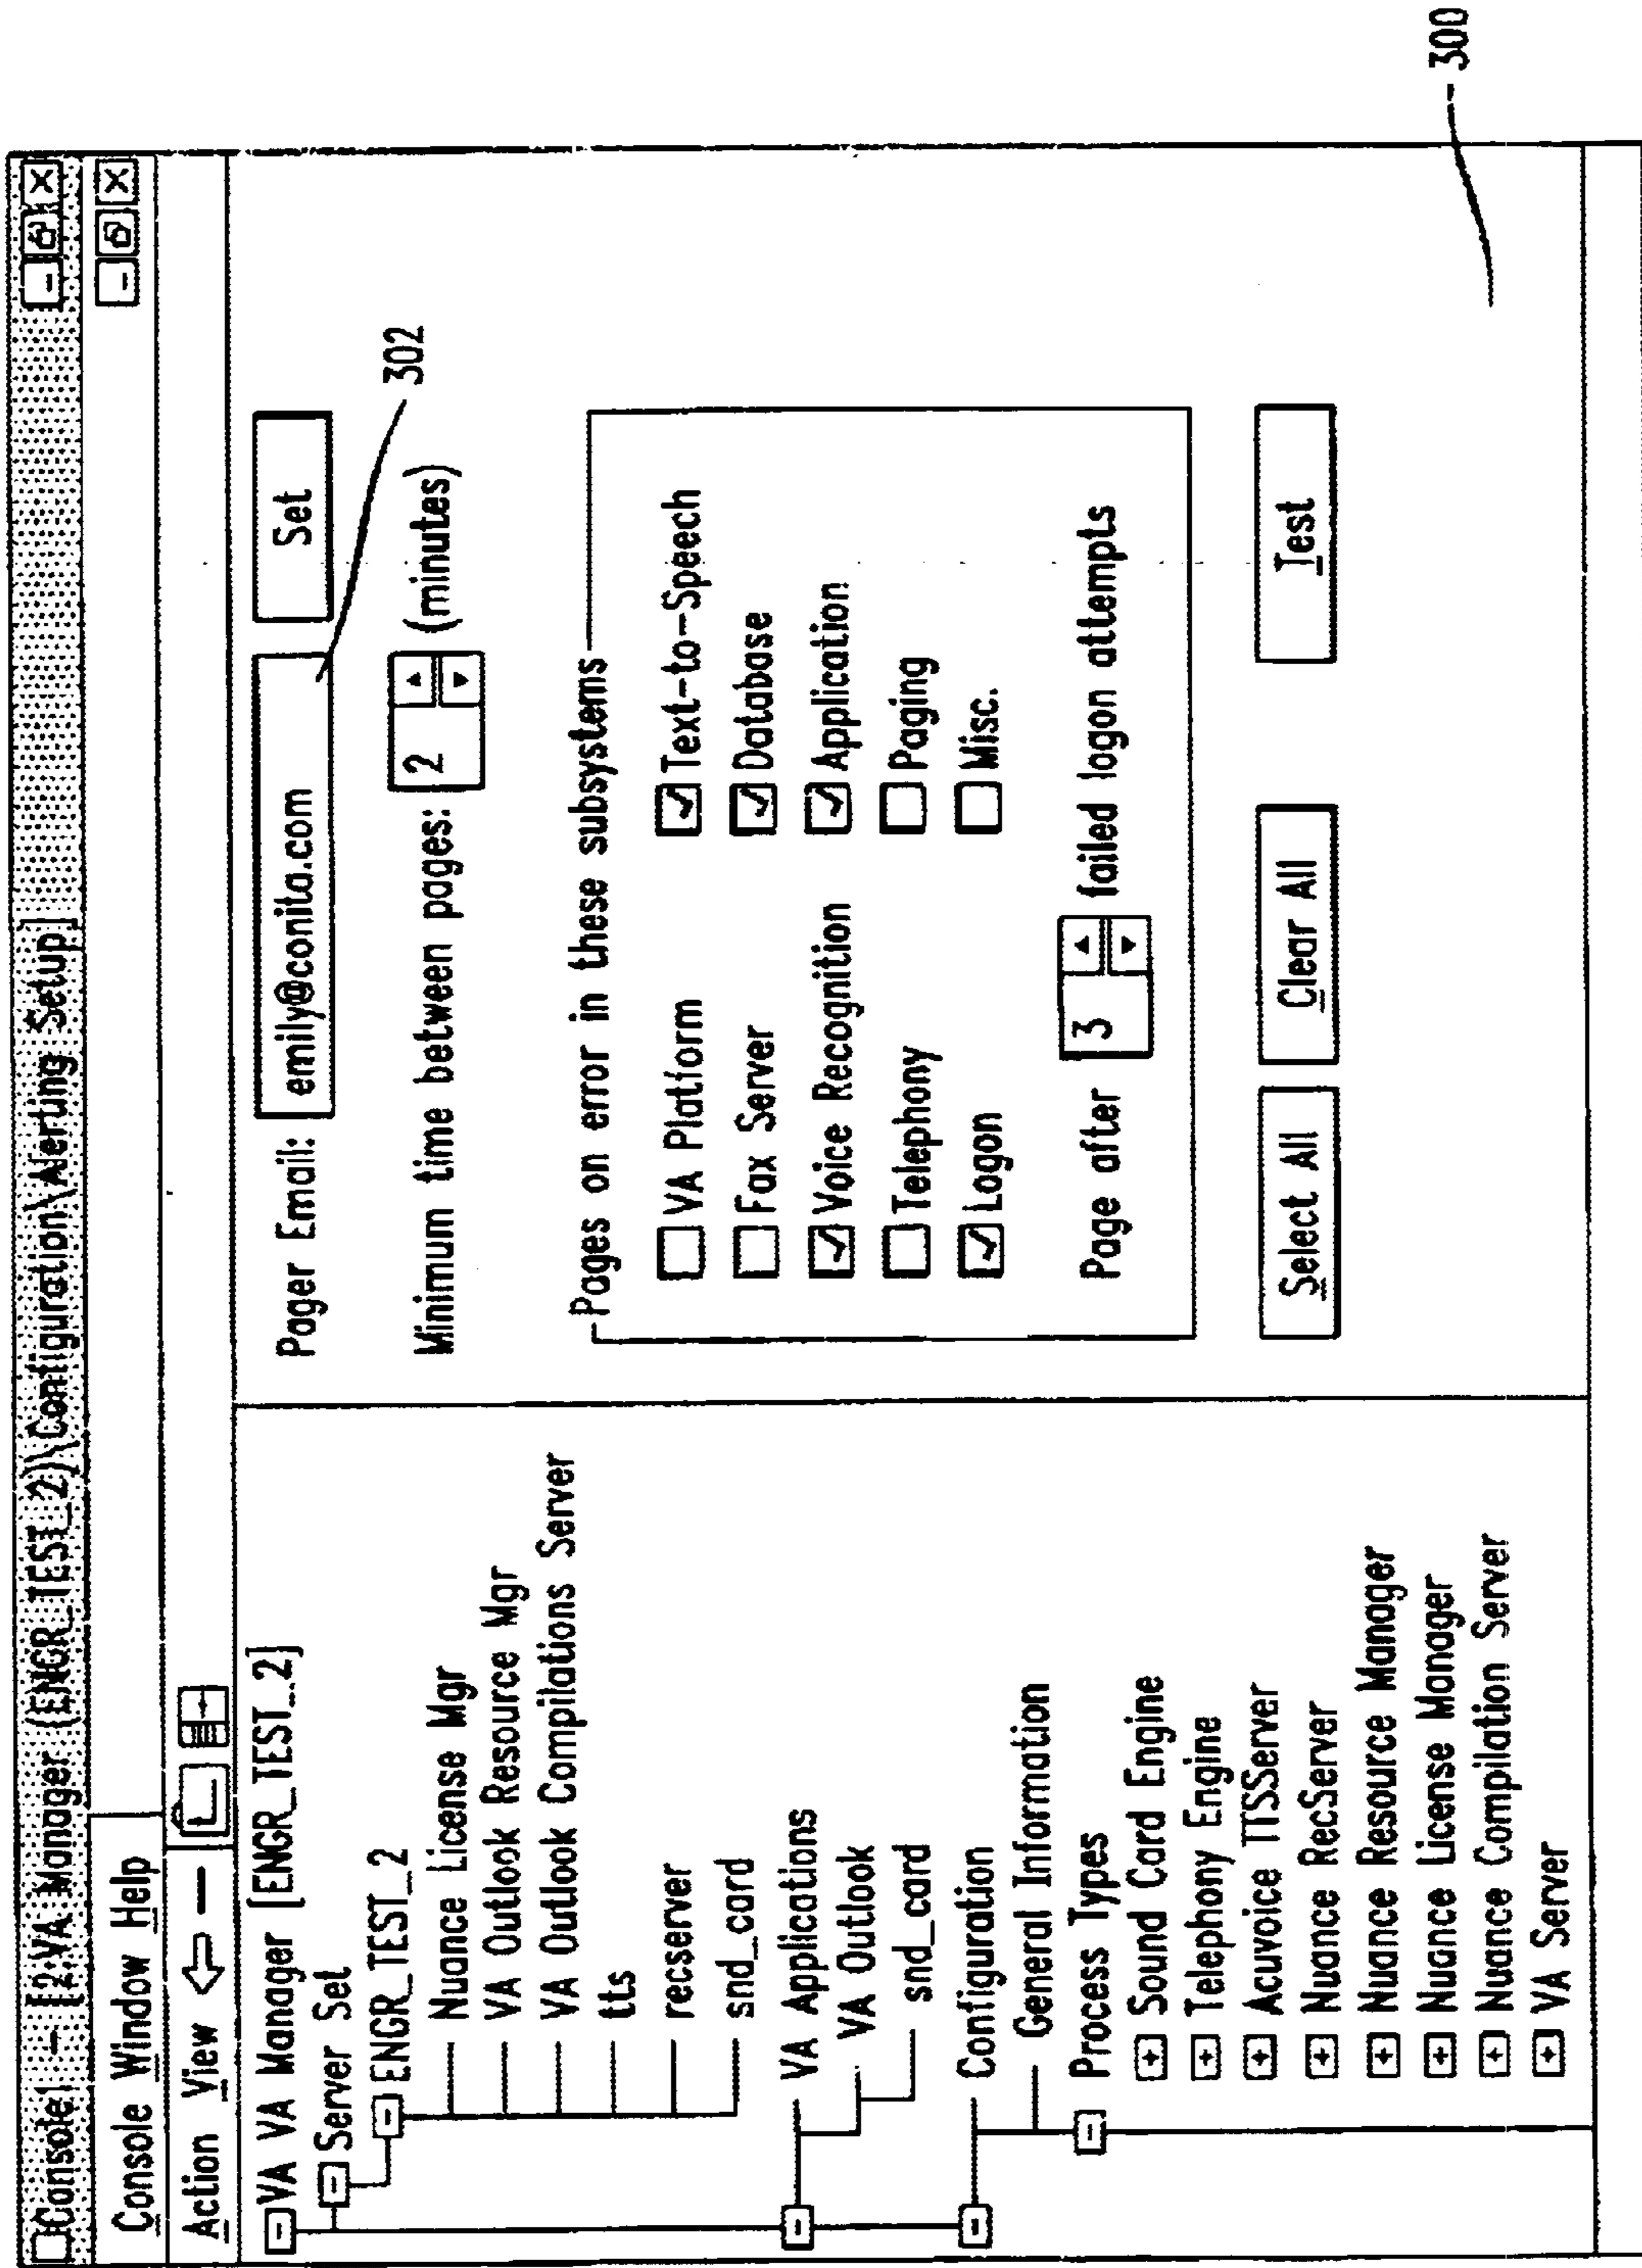 Console1 - [2:VA Manager (ENGR_TEST_2)\Configuration\Alerting Setup]
Console Window Help
Action View
VA VA Manager [ENGR_TEST_2]
Server Set
ENGR_TEST_2
Nuance License Mgr
VA Outlook Resource Mgr
VA Outlook Compilations Server
tts
recserver
snd_card
VA Applications
VA Outlook
snd_card
Configuration
General Information
Process Types
Sound Card Engine
Telephony Engine
Acuvoice TTSServer
Nuance RecServer
Nuance Resource Manager
Nuance License Manager
Nuance Compilation Server
VA Server
Pager Email: emily@conita.com Set
302
Minimum time between pages: 2 (minutes)
Pages on error in these subsystems
VA Platform Text-to-Speech
Fax Server Database
Voice Recognition Application
Telephony Paging
Logon Misc.
Page after 3 failed logon attempts
Select All Clear All Test
300